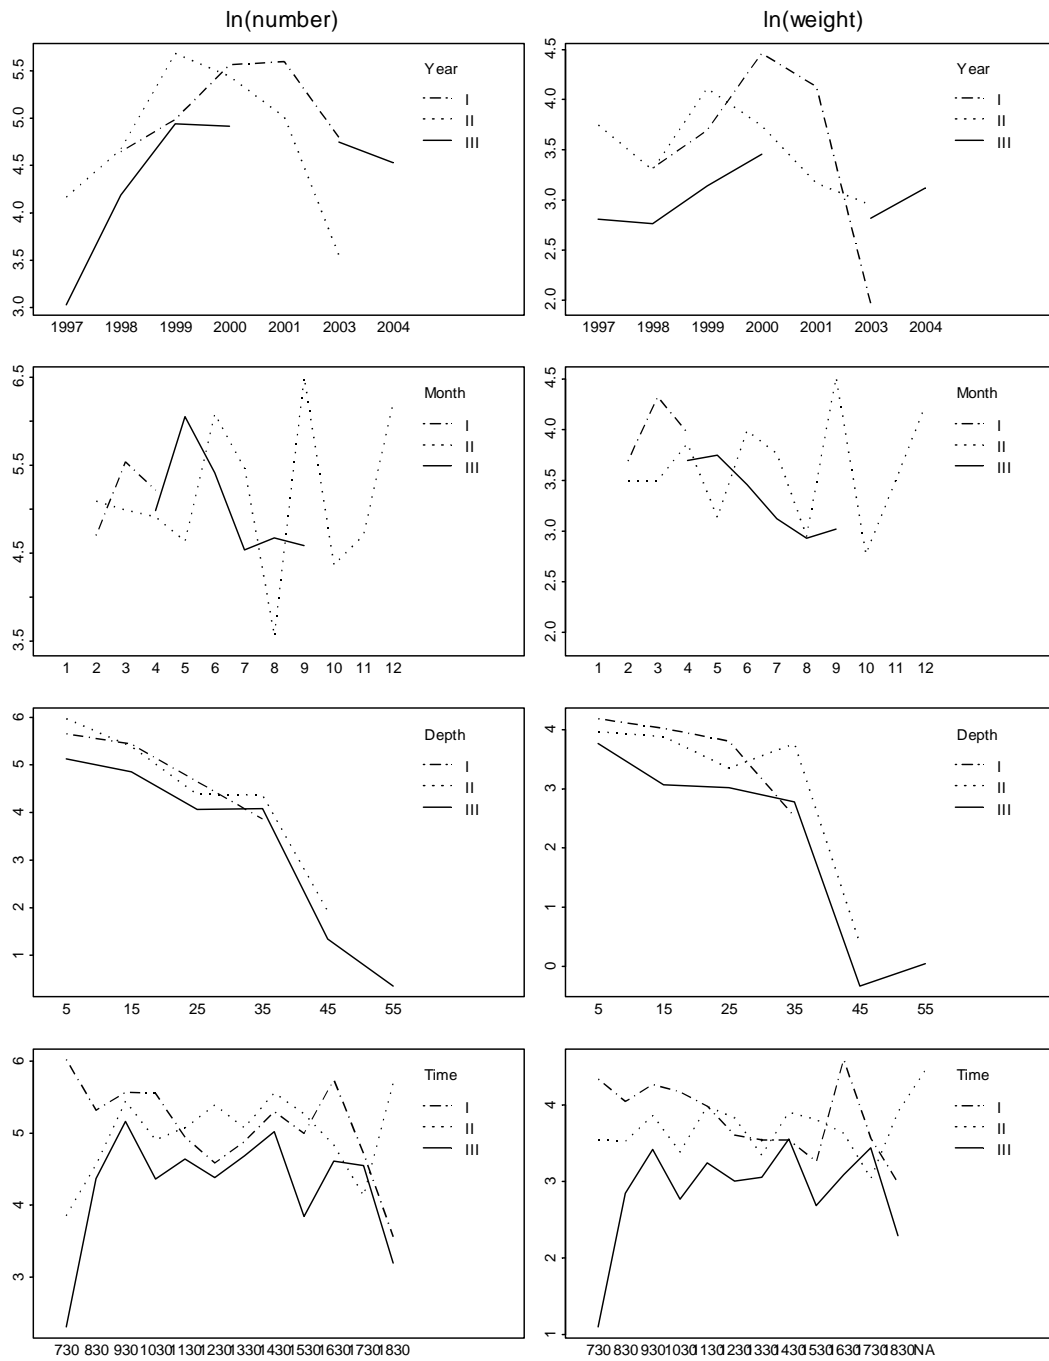 ln(number)
ln(weight)
5.5
5.0
4.5
4.0
3.5
3.0
Year
I
II
III
1997 1998 1999 2000 2001 2003 2004
4.5
4.0
3.5
3.0
2.5
2.0
Year
I
II
III
1997 1998 1999 2000 2001 2003 2004
6.5
5.5
4.5
3.5
Month
I
II
III
1 2 3 4 5 6 7 8 9 10 11 12
4.5
4.0
3.5
3.0
2.5
2.0
Month
I
II
III
1 2 3 4 5 6 7 8 9 10 11 12
6
5
4
3
2
1
Depth
I
II
III
5 15 25 35 45 55
4
3
2
1
0
Depth
I
II
III
5 15 25 35 45 55
6
5
4
3
Time
I
II
III
730 830 930 1030 1130 1230 1330 1430 1530 1630 1730 1830
4
3
2
1
Time
I
II
III
730 830 930 1030 1130 1230 1330 1430 1530 1630 1730 1830 NA